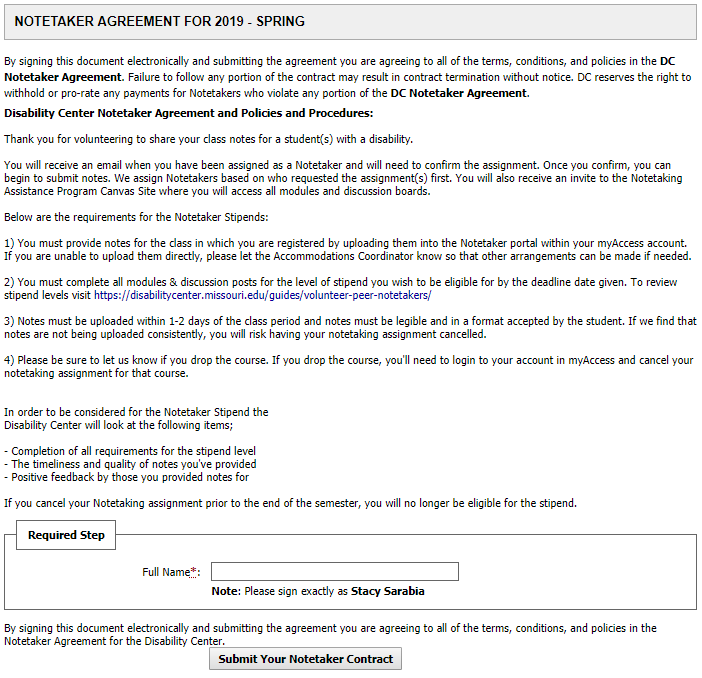 NOTETAKER AGREEMENT FOR 2019 - SPRING
By signing this document electronically and submitting the agreement you are agreeing to all of the terms, conditions, and policies in the DC
Notetaker Agreement. Failure to follow any portion of the contract may result in contract termination without notice. DC reserves the right to
withhold or pro-rate any payments for Notetakers who violate any portion of the DC Notetaker Agreement.
Disability Center Notetaker Agreement and Policies and Procedures:
Thank you for volunteering to share your class notes for a student(s) with a disability.
You will receive an email when you have been assigned as a Notetaker and will need to confirm the assignment. Once you confirm, you can
begin to submit notes. We assign Notetakers based on who requested the assignment(s) first. You will also receive an invite to the Notetaking
Assistance Program Canvas Site where you will access all modules and discussion boards.
Below are the requirements for the Notetaker Stipends:
1) You must provide notes for the class in which you are registered by uploading them into the Notetaker portal within your myAccess account.
If you are unable to upload them directly, please let the Accommodations Coordinator know so that other arrangements can be made if needed.
2) You must complete all modules & discussion posts for the level of stipend you wish to be eligible for by the deadline date given. To review
stipend levels visit https://disabilitycenter.missouri.edu/guides/volunteer-peer-notetakers/
3) Notes must be uploaded within 1-2 days of the class period and notes must be legible and in a format accepted by the student. If we find that
notes are not being uploaded consistently, you will risk having your notetaking assignment cancelled.
4) Please be sure to let us know if you drop the course. If you drop the course, you'll need to login to your account in myAccess and cancel your
notetaking assignment for that course.
In order to be considered for the Notetaker Stipend the
Disability Center will look at the following items;
- Completion of all requirements for the stipend level
- The timeliness and quality of notes you've provided
- Positive feedback by those you provided notes for
If you cancel your Notetaking assignment prior to the end of the semester, you will no longer be eligible for the stipend.
Required Step
Full Name*:
Note: Please sign exactly as Stacy Sarabia
By signing this document electronically and submitting the agreement you are agreeing to all of the terms, conditions, and policies in the
Notetaker Agreement for the Disability Center.
Submit Your Notetaker Contract